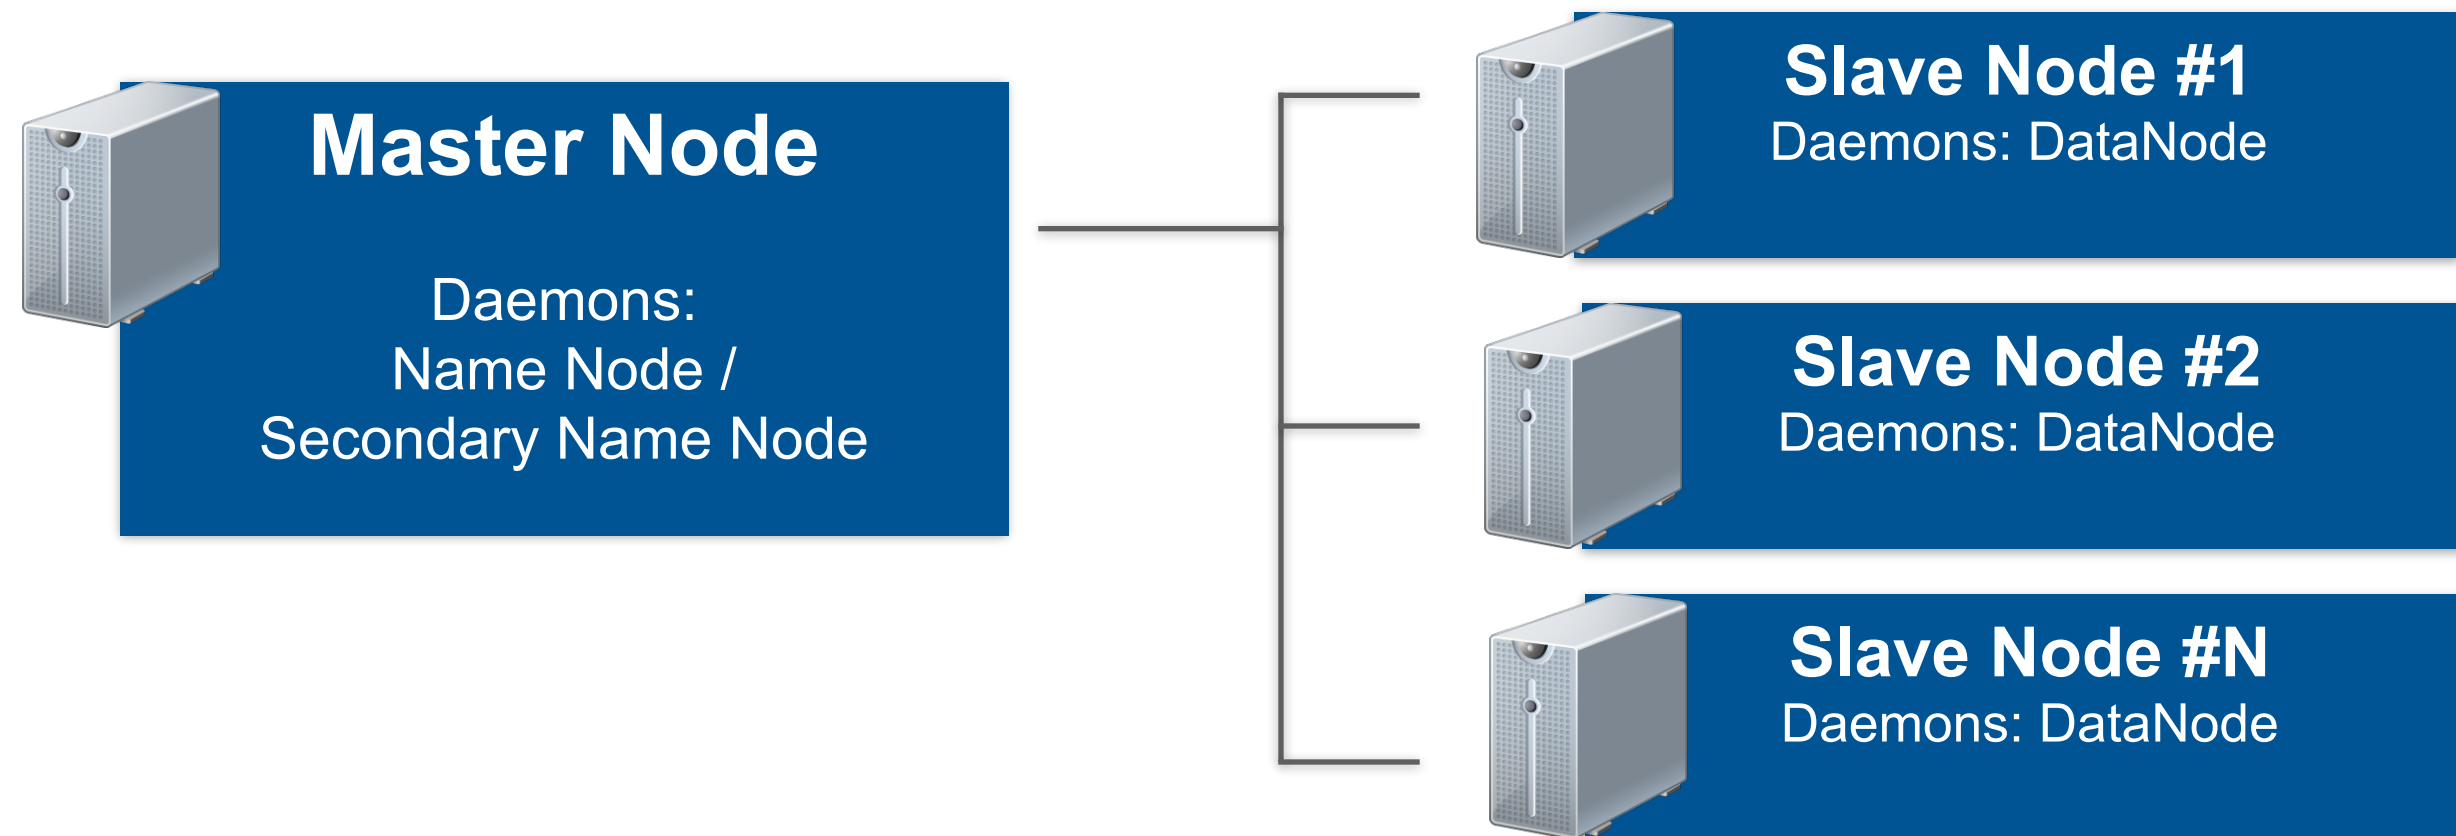 Master Node
Daemons:
Name Node /
Secondary Name Node
Slave Node #1
Daemons: DataNode
Slave Node #2
Daemons: DataNode
Slave Node #N
Daemons: DataNode